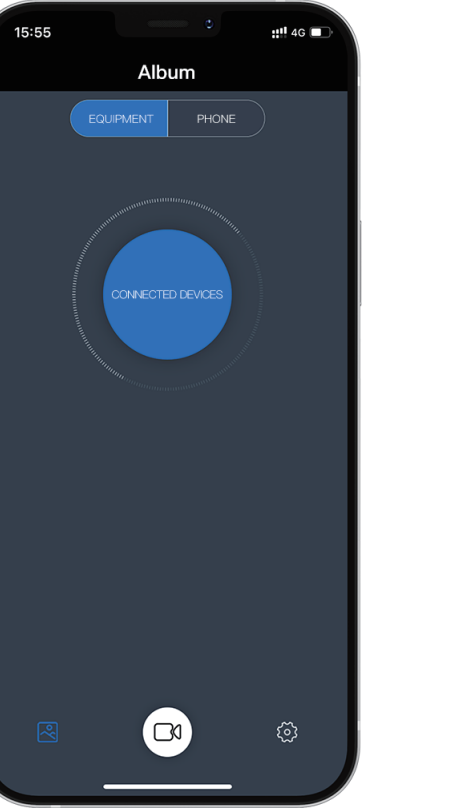 15:55
4G
Album
EQUIPMENT
PHONE
CONNECTED DEVICES